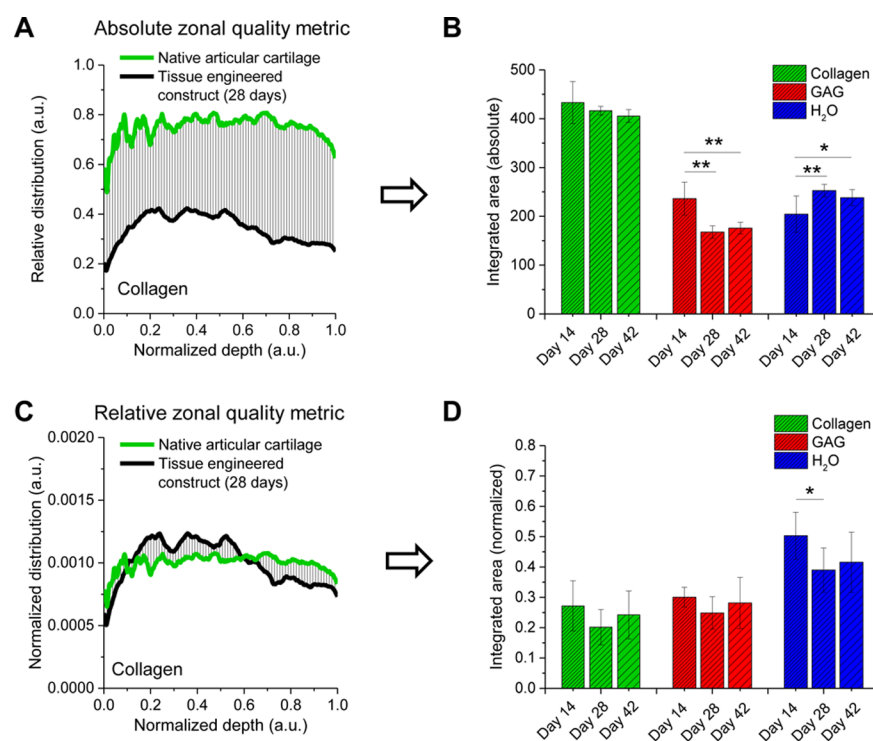 A
Absolute zonal quality metric
Native articular cartilage
Tissue engineered
construct (28 days)
1.0
0.8
0.6
0.4
0.2
0.0
Relative distribution (a.u.)
Collagen
0.0 0.2 0.4 0.6 0.8 1.0
Normalized depth (a.u.)
B
Collagen
GAG
H₂O
500
400
300
200
100
0
Integrated area (absolute)
**
**
*
**
Day 14 Day 28 Day 42 Day 14 Day 28 Day 42 Day 14 Day 28 Day 42
C
Relative zonal quality metric
Native articular cartilage
Tissue engineered
construct (28 days)
0.0020
0.0015
0.0010
0.0005
0.0000
Normalized distribution (a.u.)
Collagen
0.0 0.2 0.4 0.6 0.8 1.0
Normalized depth (a.u.)
D
Collagen
GAG
H₂O
0.8
0.7
0.6
0.5
0.4
0.3
0.2
0.1
0.0
Integrated area (normalized)
*
Day 14 Day 28 Day 42 Day 14 Day 28 Day 42 Day 14 Day 28 Day 42